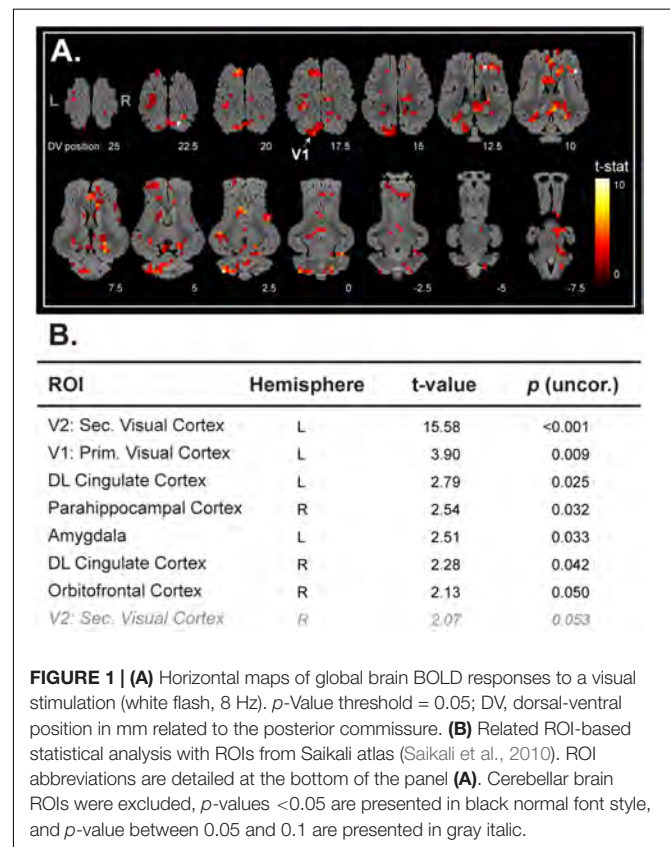 A.
L R
DV position 25 22.5 20 17.5 15 12.5 10
V1
t-stat
10
0
7.5 5 2.5 0 -2.5 -5 -7.5
B.
ROI Hemisphere t-value p (uncor.)
V2: Sec. Visual Cortex L 15.58 <0.001
V1: Prim. Visual Cortex L 3.90 0.009
DL Cingulate Cortex L 2.79 0.025
Parahippocampal Cortex R 2.54 0.032
Amygdala L 2.51 0.033
DL Cingulate Cortex R 2.28 0.042
Orbitofrontal Cortex R 2.13 0.050
V2: Sec. Visual Cortex R 2.07 0.053
FIGURE 1 | (A) Horizontal maps of global brain BOLD responses to a visual
stimulation (white flash, 8 Hz). p-Value threshold = 0.05; DV, dorsal-ventral
position in mm related to the posterior commissure. (B) Related ROI-based
statistical analysis with ROIs from Saikali atlas (Saikali et al., 2010). ROI
abbreviations are detailed at the bottom of the panel (A). Cerebellar brain
ROIs were excluded, p-values <0.05 are presented in black normal font style,
and p-value between 0.05 and 0.1 are presented in gray italic.